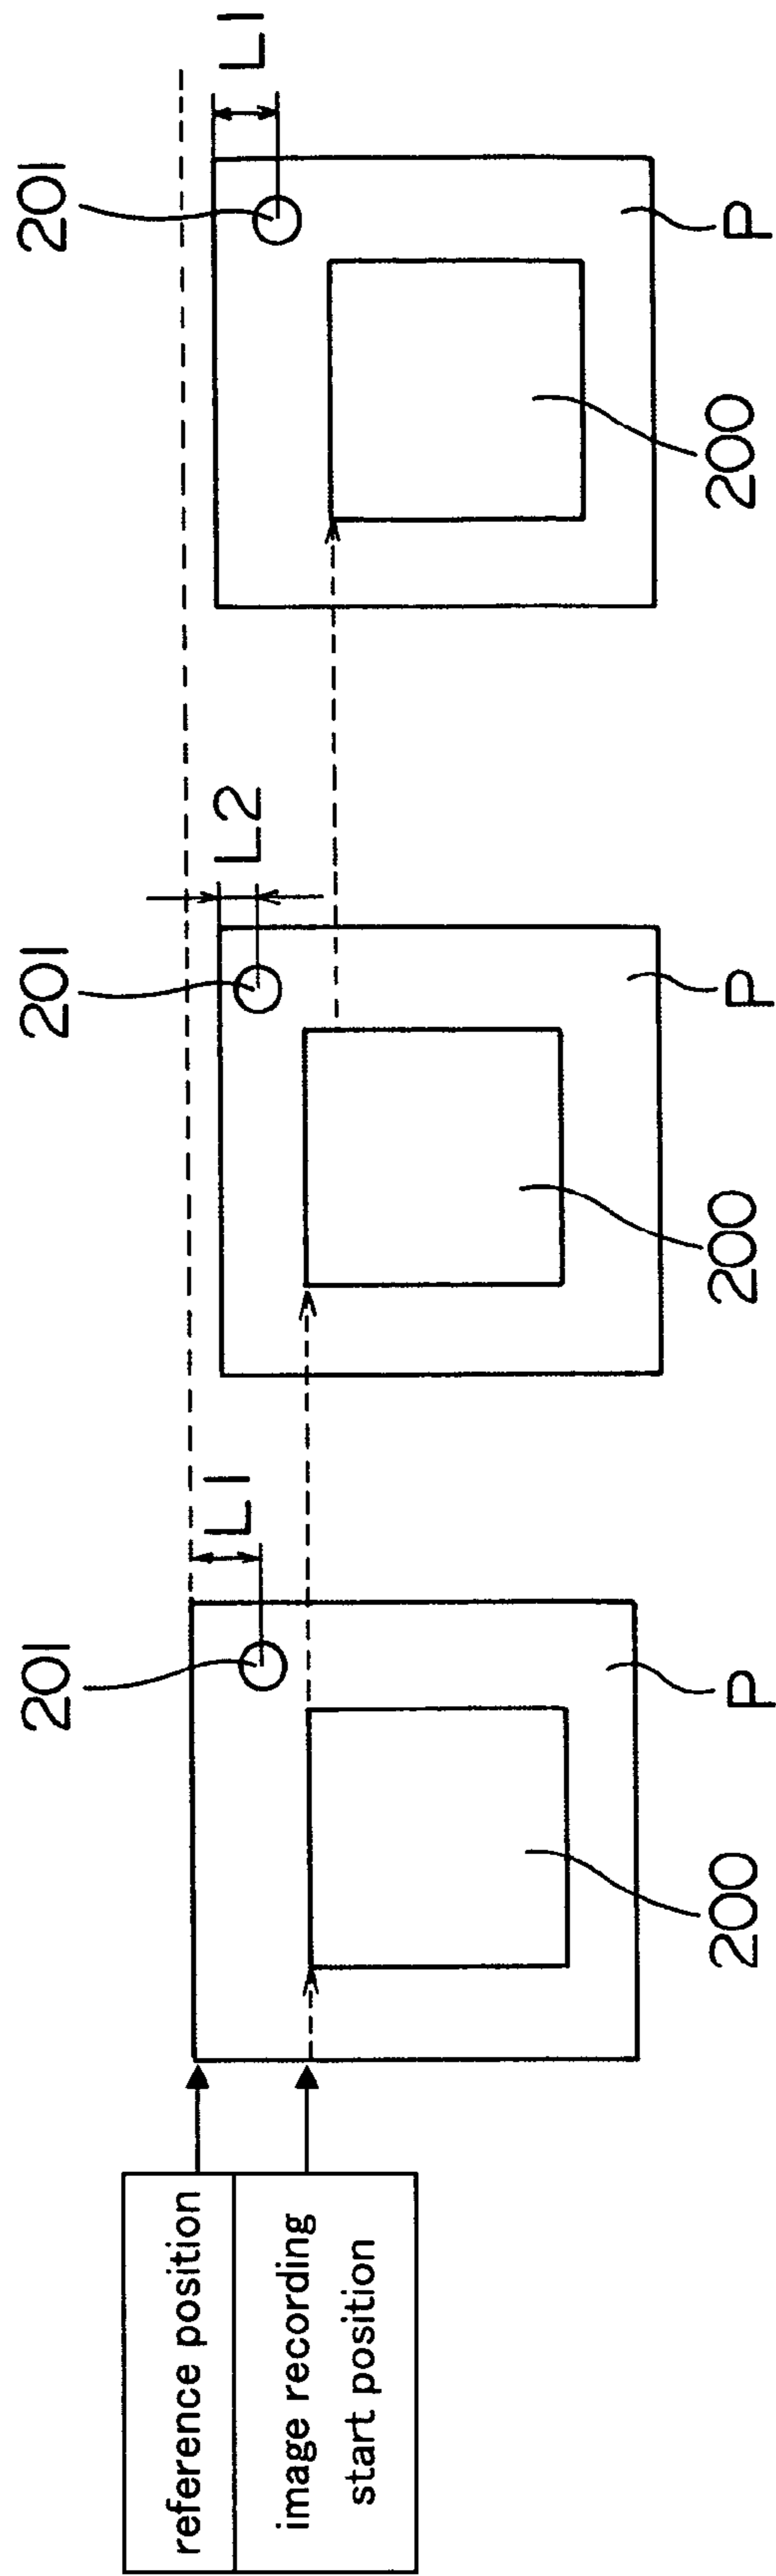 201
201
201
reference position
L1
L2
L1
image recording
start position
200
P
200
P
200
P